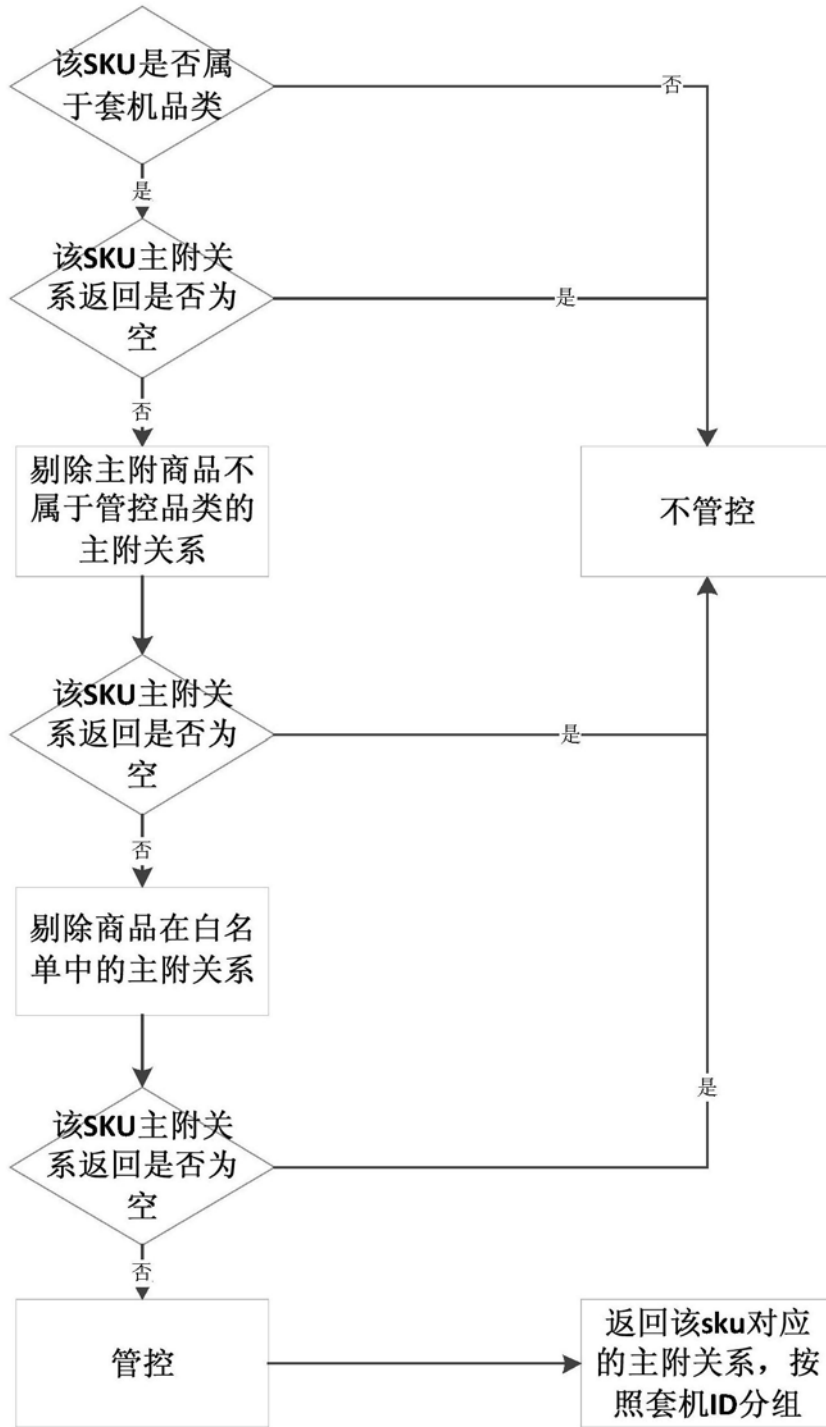 该SKU是否属
于套机品类
否
是
该SKU主附关
系返回是否为
空
是
否
剔除主附商品不
属于管控品类的
主附关系
不管控
该SKU主附关
系返回是否为
空
是
否
剔除商品在白名
单中的主附关系
是
该SKU主附关
系返回是否为
空
否
管控
返回该sku对应
的主附关系，按
照套机ID分组